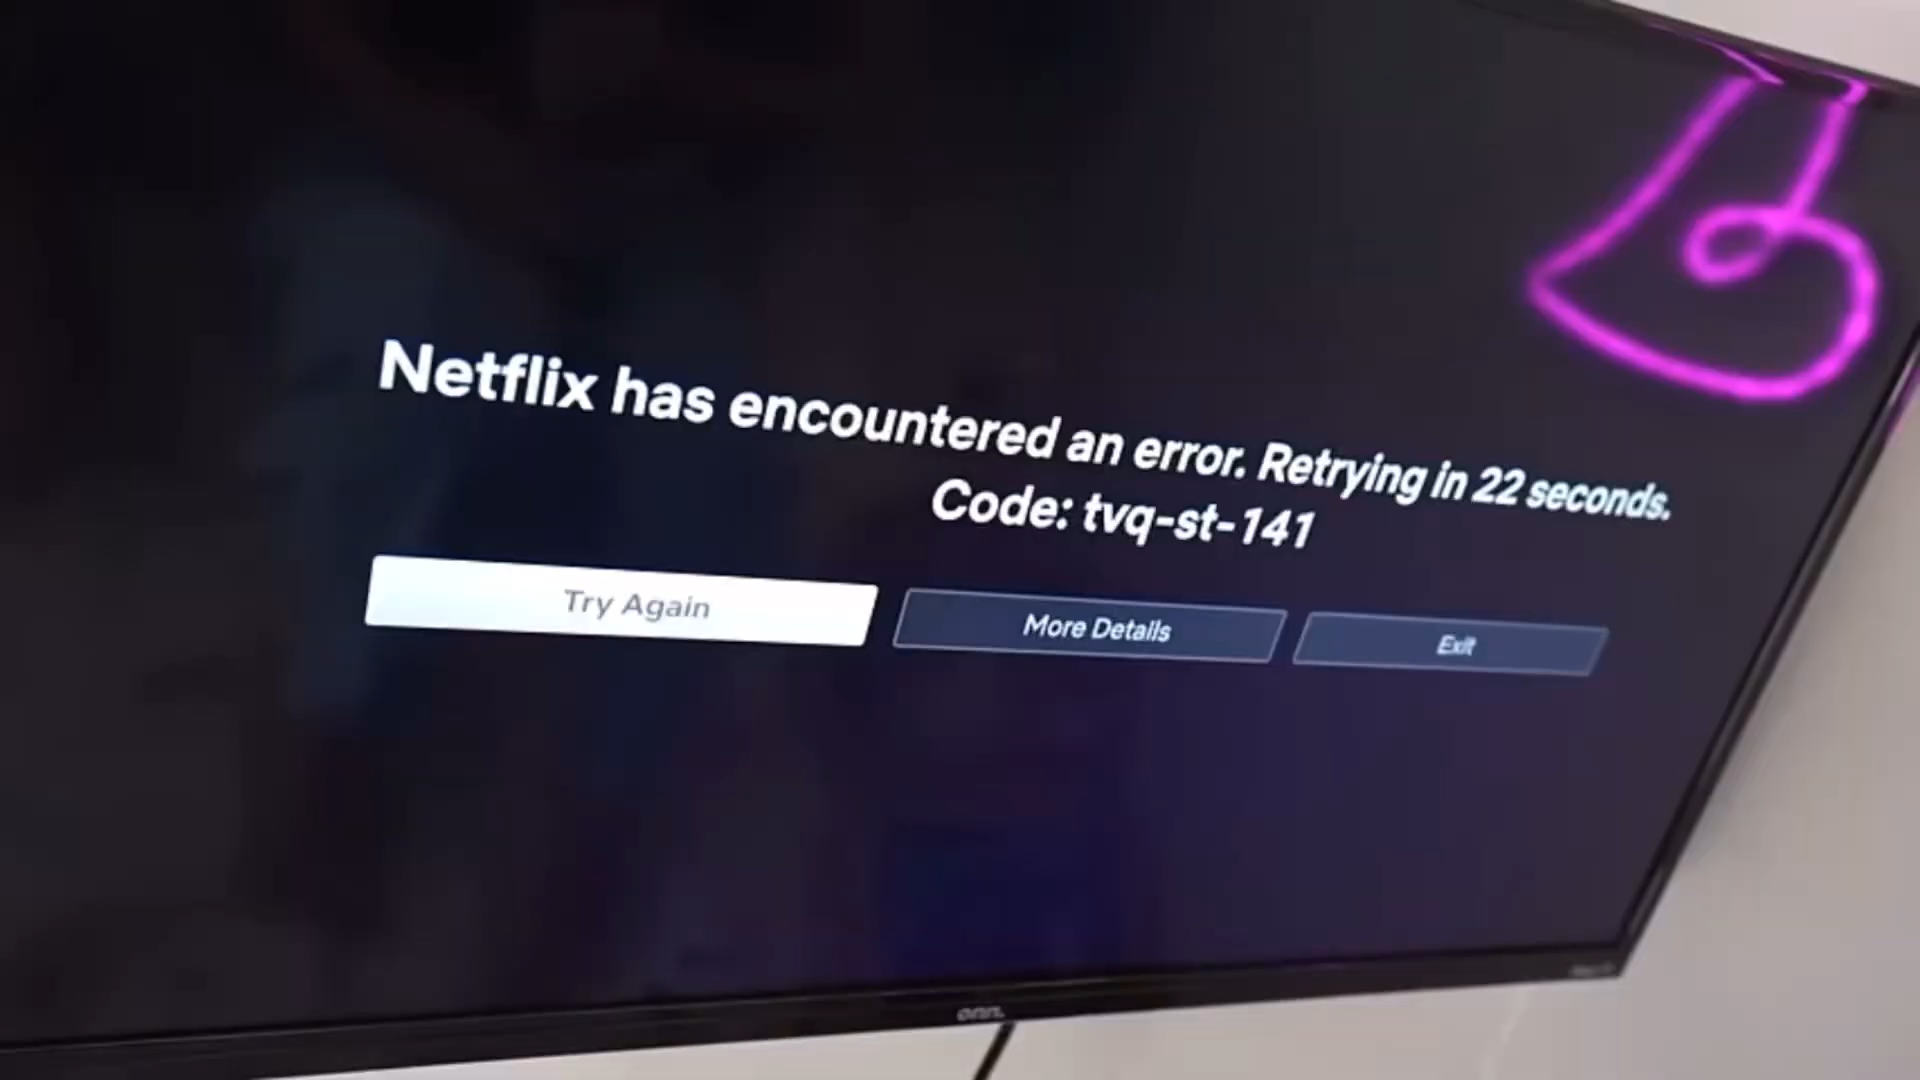 Netflix has encountered an error. Retrying in 22 seconds.
Code: tvq-st-141
Try Again
More Details
Exit
onn.